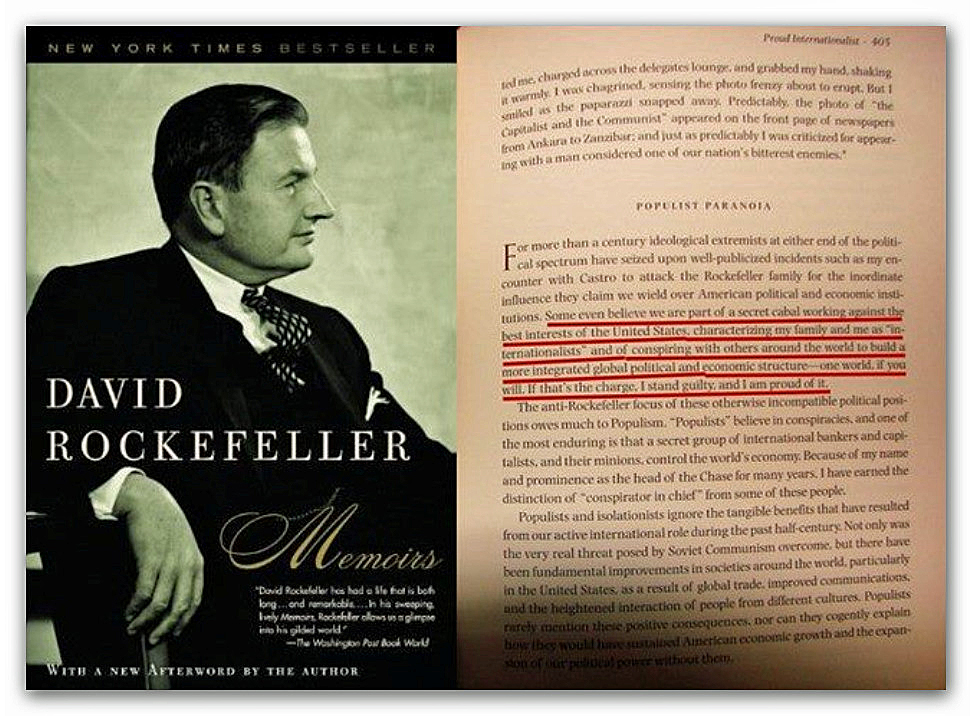 NEW YORK TIMES BESTSELLER
DAVID
ROCKEFELLER
Memoirs
"David Rockefeller has had a life that is both
long...and remarkable....In his sweeping,
lively Memoirs, Rockefeller allows us a glimpse
into his gilded world."
—The Washington Post Book World
WITH A NEW AFTERWORD BY THE AUTHOR
Proud Internationalist · 405
ted me, charged across the delegates lounge, and grabbed my hand, shaking
it warmly. I was chagrined, sensing the photo frenzy about to erupt. But I
smiled as the paparazzi snapped away. Predictably, the photo of "the
Capitalist and the Communist" appeared on the front page of newspapers
from Ankara to Zanzibar; and just as predictably I was criticized for appear-
ing with a man considered one of our nation's bitterest enemies.*
POPULIST PARANOIA
For more than a century ideological extremists at either end of the politi-
cal spectrum have seized upon well-publicized incidents such as my en-
counter with Castro to attack the Rockefeller family for the inordinate
influence they claim we wield over American political and economic insti-
tutions. Some even believe we are part of a secret cabal working against the
best interests of the United States, characterizing my family and me as "in-
ternationalists" and of conspiring with others around the world to build a
more integrated global political and economic structure—one world, if you
will. If that's the charge, I stand guilty, and I am proud of it.
The anti-Rockefeller focus of these otherwise incompatible political posi-
tions owes much to Populism. "Populists" believe in conspiracies, and one of
the most enduring is that a secret group of international bankers and capi-
talists, and their minions, control the world's economy. Because of my name
and prominence as the head of the Chase for many years, I have earned the
distinction of "conspirator in chief" from some of these people.
Populists and isolationists ignore the tangible benefits that have resulted
from our active international role during the past half-century. Not only was
the very real threat posed by Soviet Communism overcome, but there have
been fundamental improvements in societies around the world, particularly
in the United States, as a result of global trade, improved communications,
and the heightened interaction of people from different cultures. Populists
rarely mention these positive consequences, nor can they cogently explain
how they would have sustained American economic growth and the expan-
sion of our political power without them.